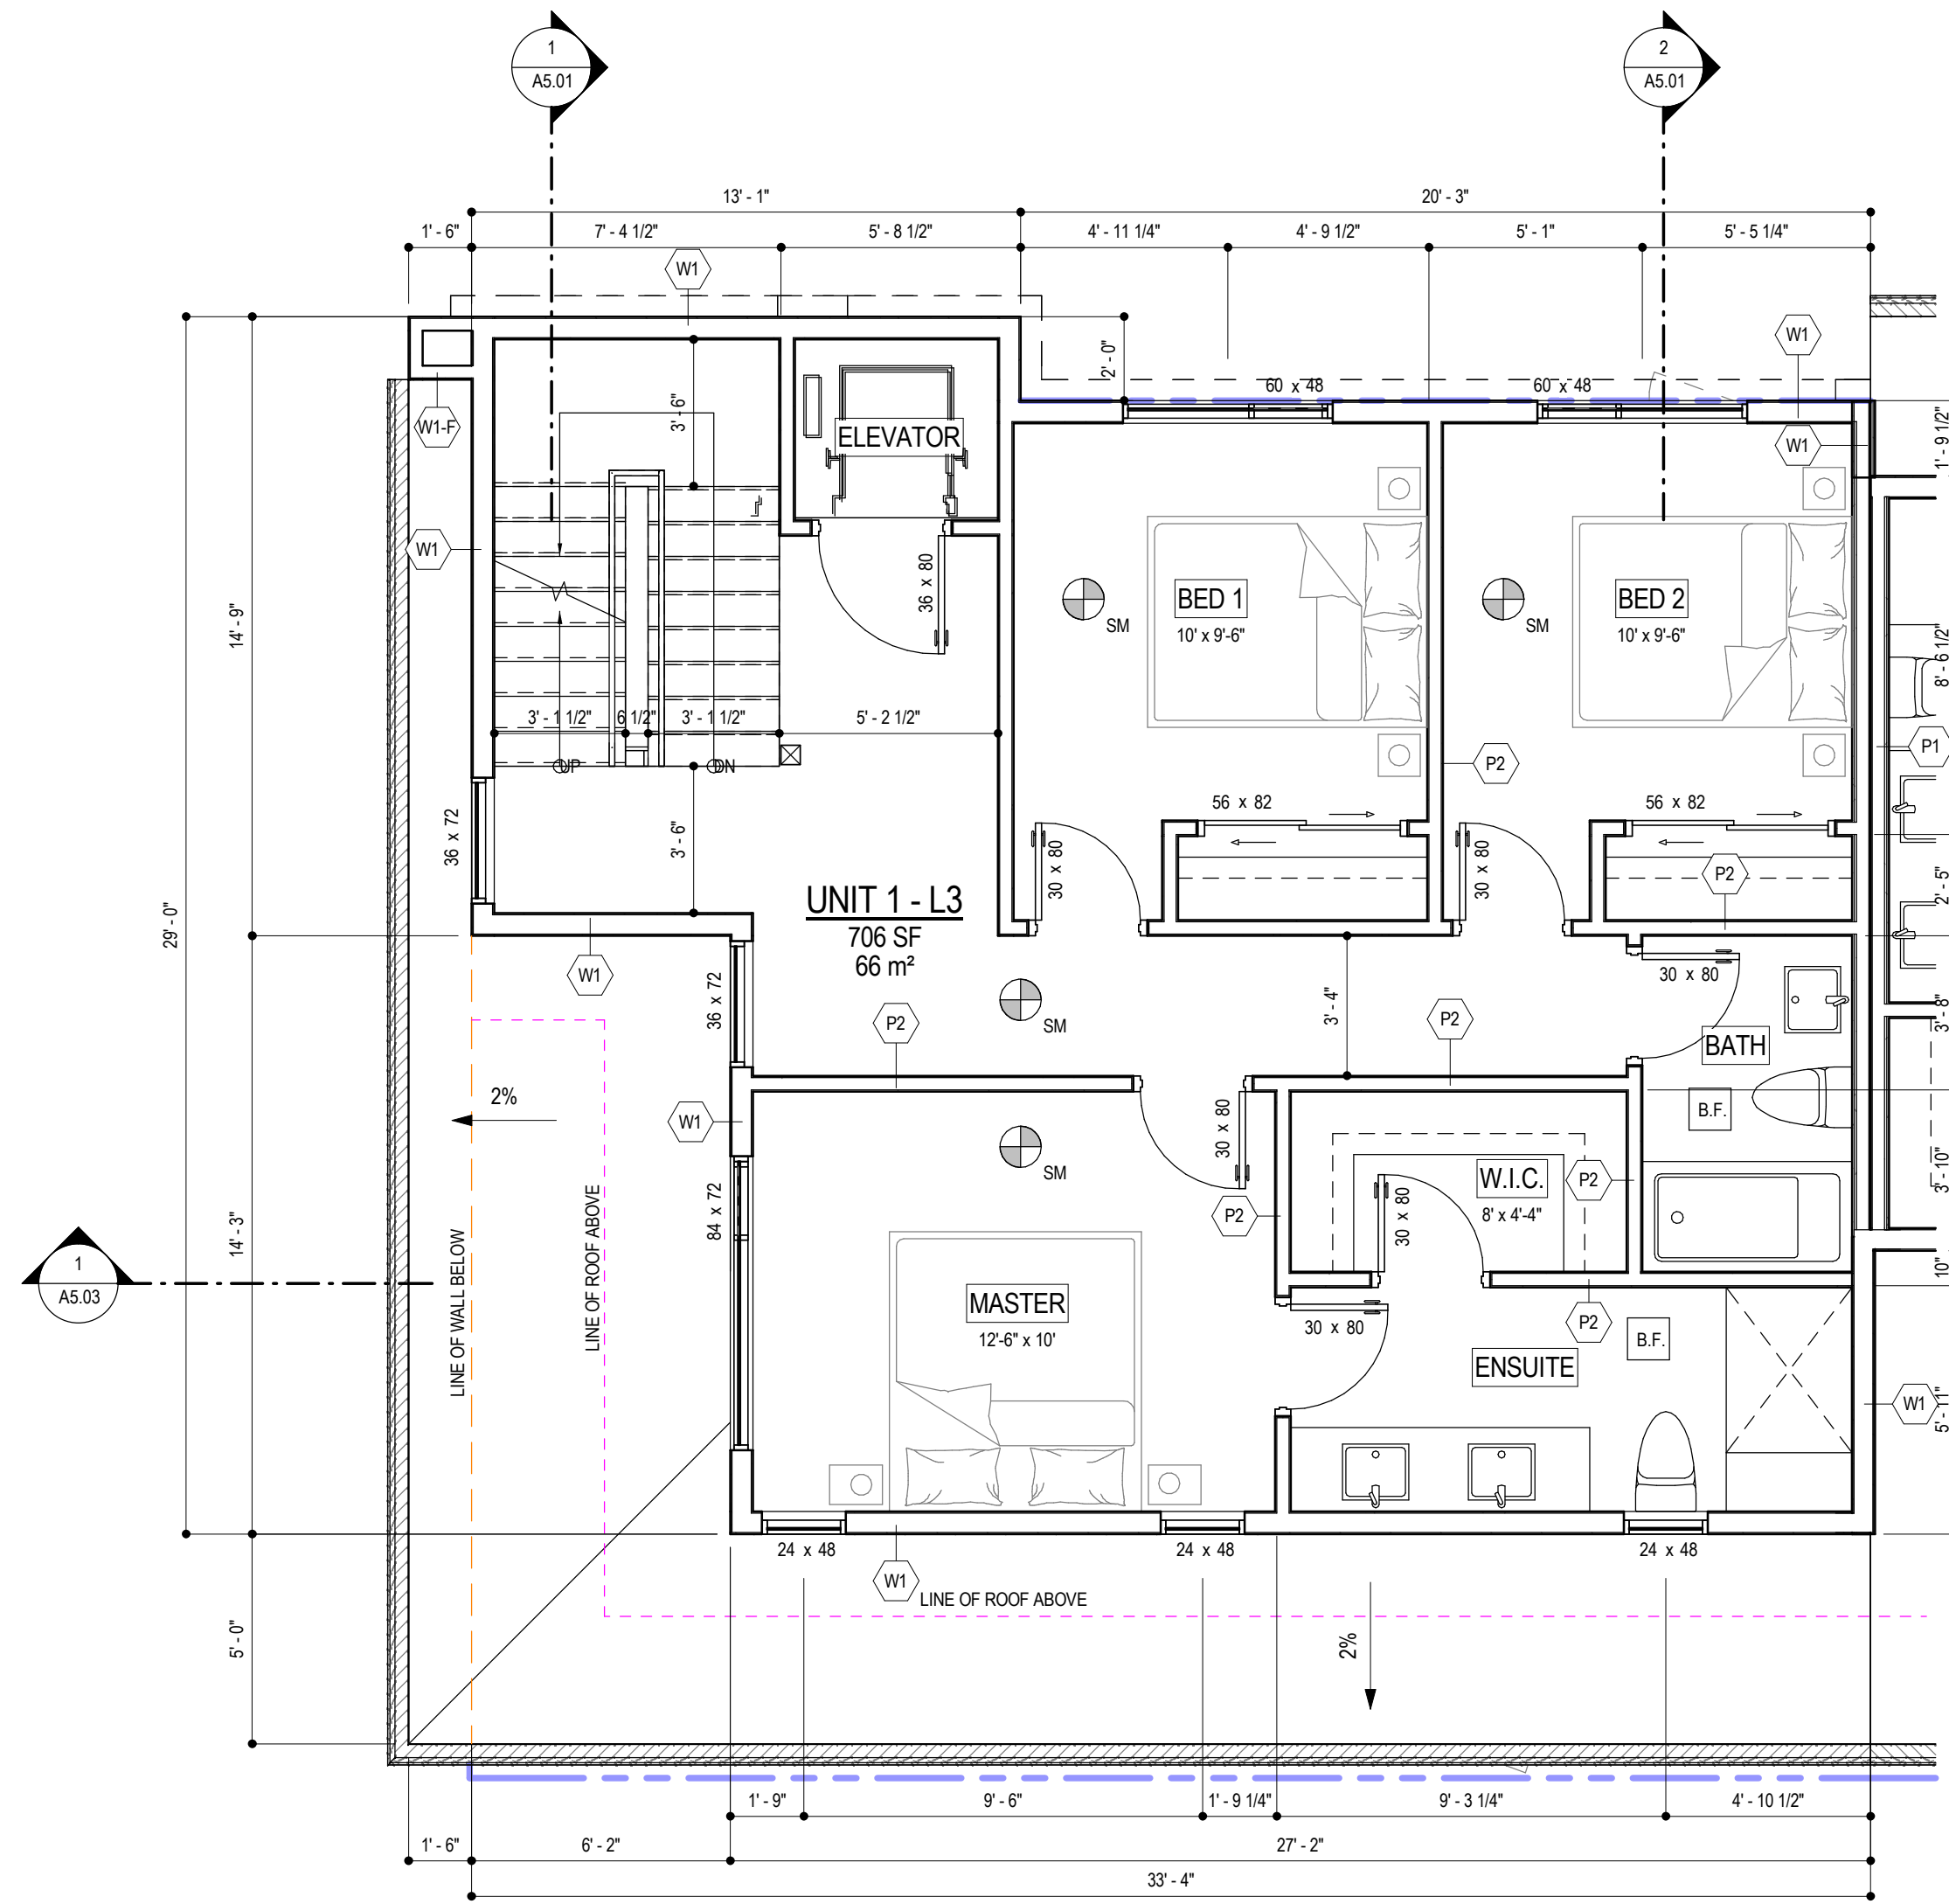 1
A5.01
2
A5.01
13' - 1"
20' - 3"
1' - 6"
7' - 4 1/2"
5' - 8 1/2"
4' - 11 1/4"
4' - 9 1/2"
5' - 1"
5' - 5 1/4"
W1
W1
2' - 0"
60 x 48
60 x 48
W1-F
3' - 6"
ELEVATOR
W1
1' - 9 1/2"
W1
36 x 80
BED 1
10' x 9'-6"
SM
BED 2
10' x 9'-6"
SM
14' - 9"
8' - 6 1/2"
3' - 1 1/2"
6 1/2"
3' - 1 1/2"
5' - 2 1/2"
UP
DN
P2
P1
56 x 82
56 x 82
36 x 72
3' - 6"
30 x 80
30 x 80
P2
2' - 5"
UNIT 1 - L3
706 SF
66 m²
29' - 0"
W1
36 x 72
P2
SM
3' - 4"
P2
30 x 80
BATH
3' - 8"
2%
W1
SM
30 x 80
B.F.
84 x 72
P2
W.I.C.
8' x 4'-4"
P2
30 x 80
3' - 10"
14' - 3"
1
A5.03
LINE OF WALL BELOW
LINE OF ROOF ABOVE
MASTER
12'-6" x 10'
30 x 80
P2
B.F.
10"
ENSUITE
W1
5' - 11"
24 x 48
24 x 48
24 x 48
W1
LINE OF ROOF ABOVE
5' - 0"
2%
1' - 9"
9' - 6"
1' - 9 1/4"
9' - 3 1/4"
4' - 10 1/2"
1' - 6"
6' - 2"
27' - 2"
33' - 4"